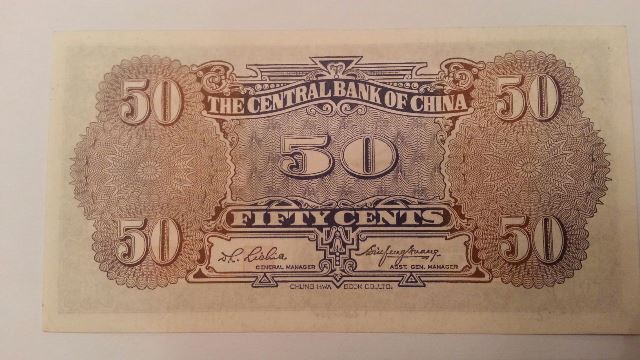 50 50
THE CENTRAL BANK OF CHINA
50
FIFTY CENTS
50 50
GENERAL MANAGER ASST. GEN. MANAGER
CHUNG HWA BOOK CO., LTD.